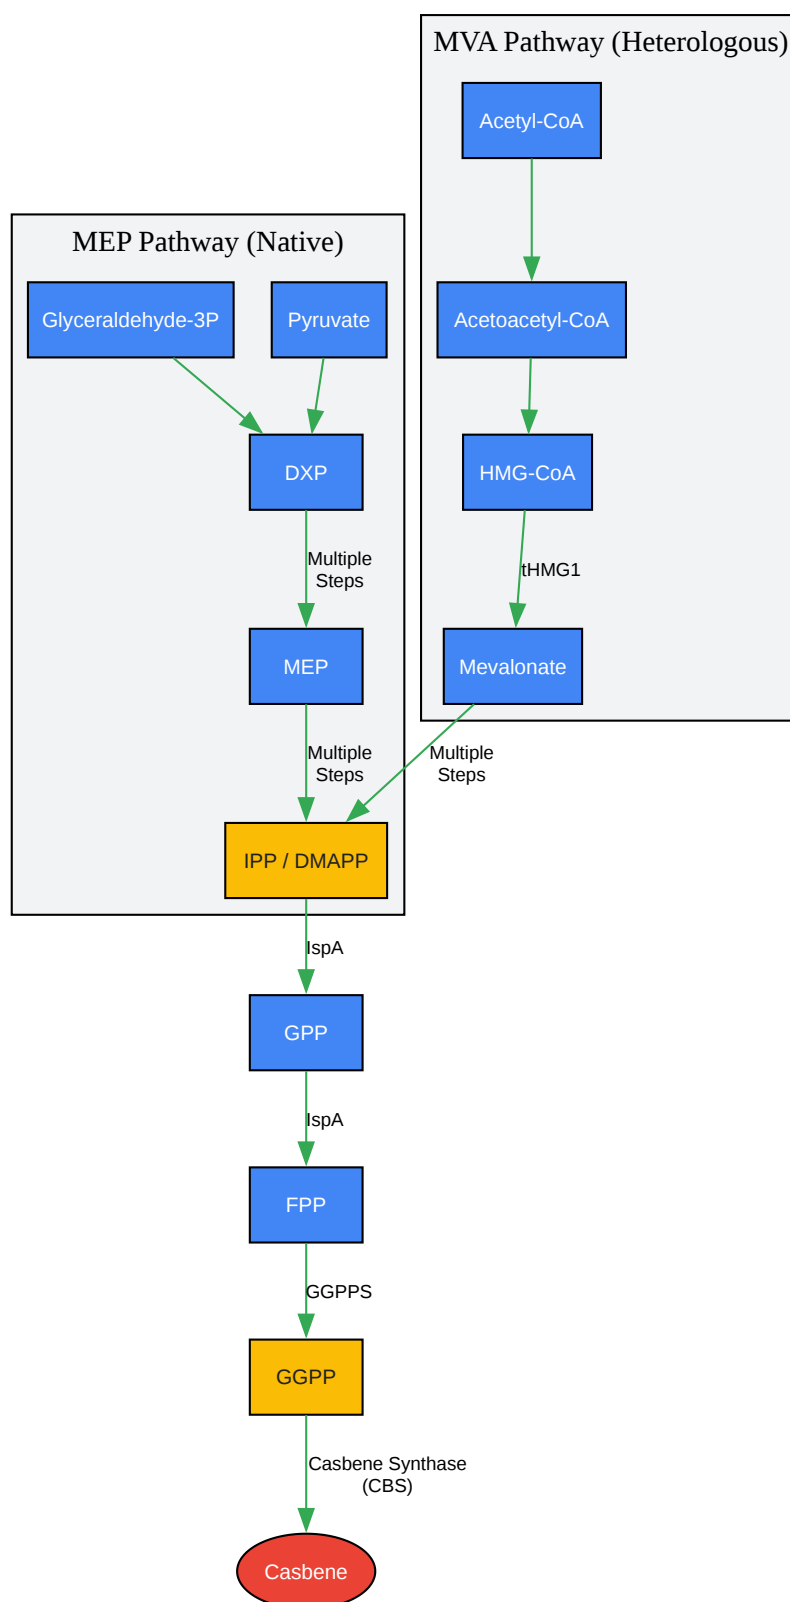 MVA Pathway (Heterologous)
Acetyl-CoA
MEP Pathway (Native)
Glyceraldehyde-3P
Pyruvate
Acetoacetyl-CoA
DXP
HMG-CoA
Multiple
Steps
tHMG1
MEP
Mevalonate
Multiple
Steps
Multiple
Steps
IPP / DMAPP
IspA
GPP
IspA
FPP
GGPPS
GGPP
Casbene Synthase
(CBS)
Casbene